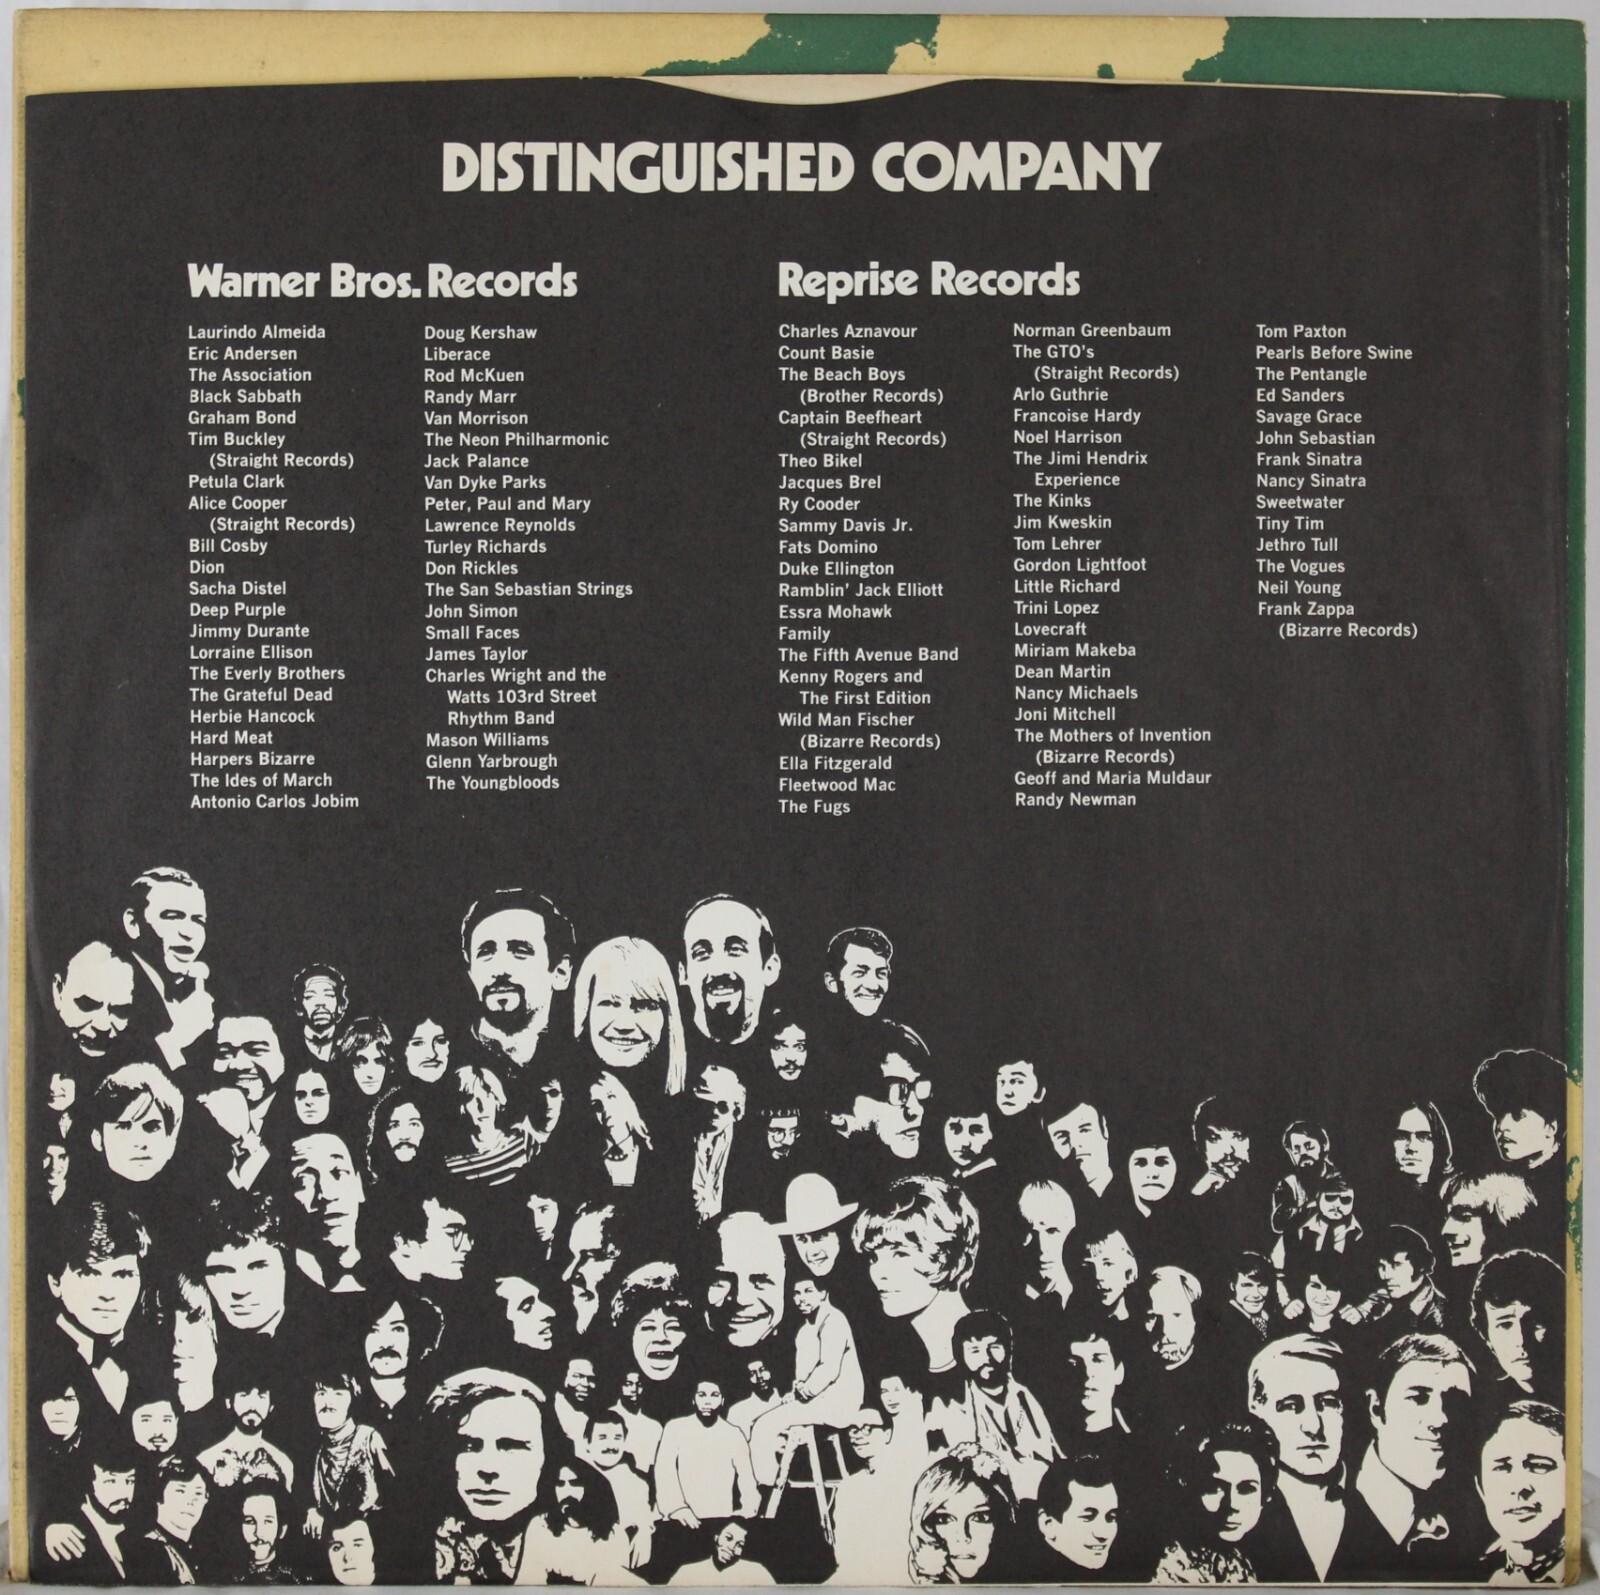 DISTINGUISHED COMPANY
Warner Bros. Records
Laurindo Almeida
Eric Andersen
The Association
Black Sabbath
Graham Bond
Tim Buckley
(Straight Records)
Petula Clark
Alice Cooper
(Straight Records)
Bill Cosby
Dion
Sacha Distel
Deep Purple
Jimmy Durante
Lorraine Ellison
The Everly Brothers
The Grateful Dead
Herbie Hancock
Hard Meat
Harpers Bizarre
The Ides of March
Antonio Carlos Jobim
Doug Kershaw
Liberace
Rod McKuen
Randy Marr
Van Morrison
The Neon Philharmonic
Jack Palance
Van Dyke Parks
Peter, Paul and Mary
Lawrence Reynolds
Turley Richards
Don Rickles
The San Sebastian Strings
John Simon
Small Faces
James Taylor
Charles Wright and the
Watts 103rd Street
Rhythm Band
Mason Williams
Glenn Yarbrough
The Youngbloods
Reprise Records
Charles Aznavour
Count Basie
The Beach Boys
(Brother Records)
Captain Beefheart
(Straight Records)
Theo Bikel
Jacques Brel
Ry Cooder
Sammy Davis Jr.
Fats Domino
Duke Ellington
Ramblin' Jack Elliott
Essra Mohawk
Family
The Fifth Avenue Band
Kenny Rogers and
The First Edition
Wild Man Fischer
(Bizarre Records)
Ella Fitzgerald
Fleetwood Mac
The Fugs
Norman Greenbaum
The GTO's
(Straight Records)
Arlo Guthrie
Francoise Hardy
Noel Harrison
The Jimi Hendrix
Experience
The Kinks
Jim Kweskin
Tom Lehrer
Gordon Lightfoot
Little Richard
Trini Lopez
Lovecraft
Miriam Makeba
Dean Martin
Nancy Michaels
Joni Mitchell
The Mothers of Invention
(Bizarre Records)
Geoff and Maria Muldaur
Randy Newman
Tom Paxton
Pearls Before Swine
The Pentangle
Ed Sanders
Savage Grace
John Sebastian
Frank Sinatra
Nancy Sinatra
Sweetwater
Tiny Tim
Jethro Tull
The Vogues
Neil Young
Frank Zappa
(Bizarre Records)